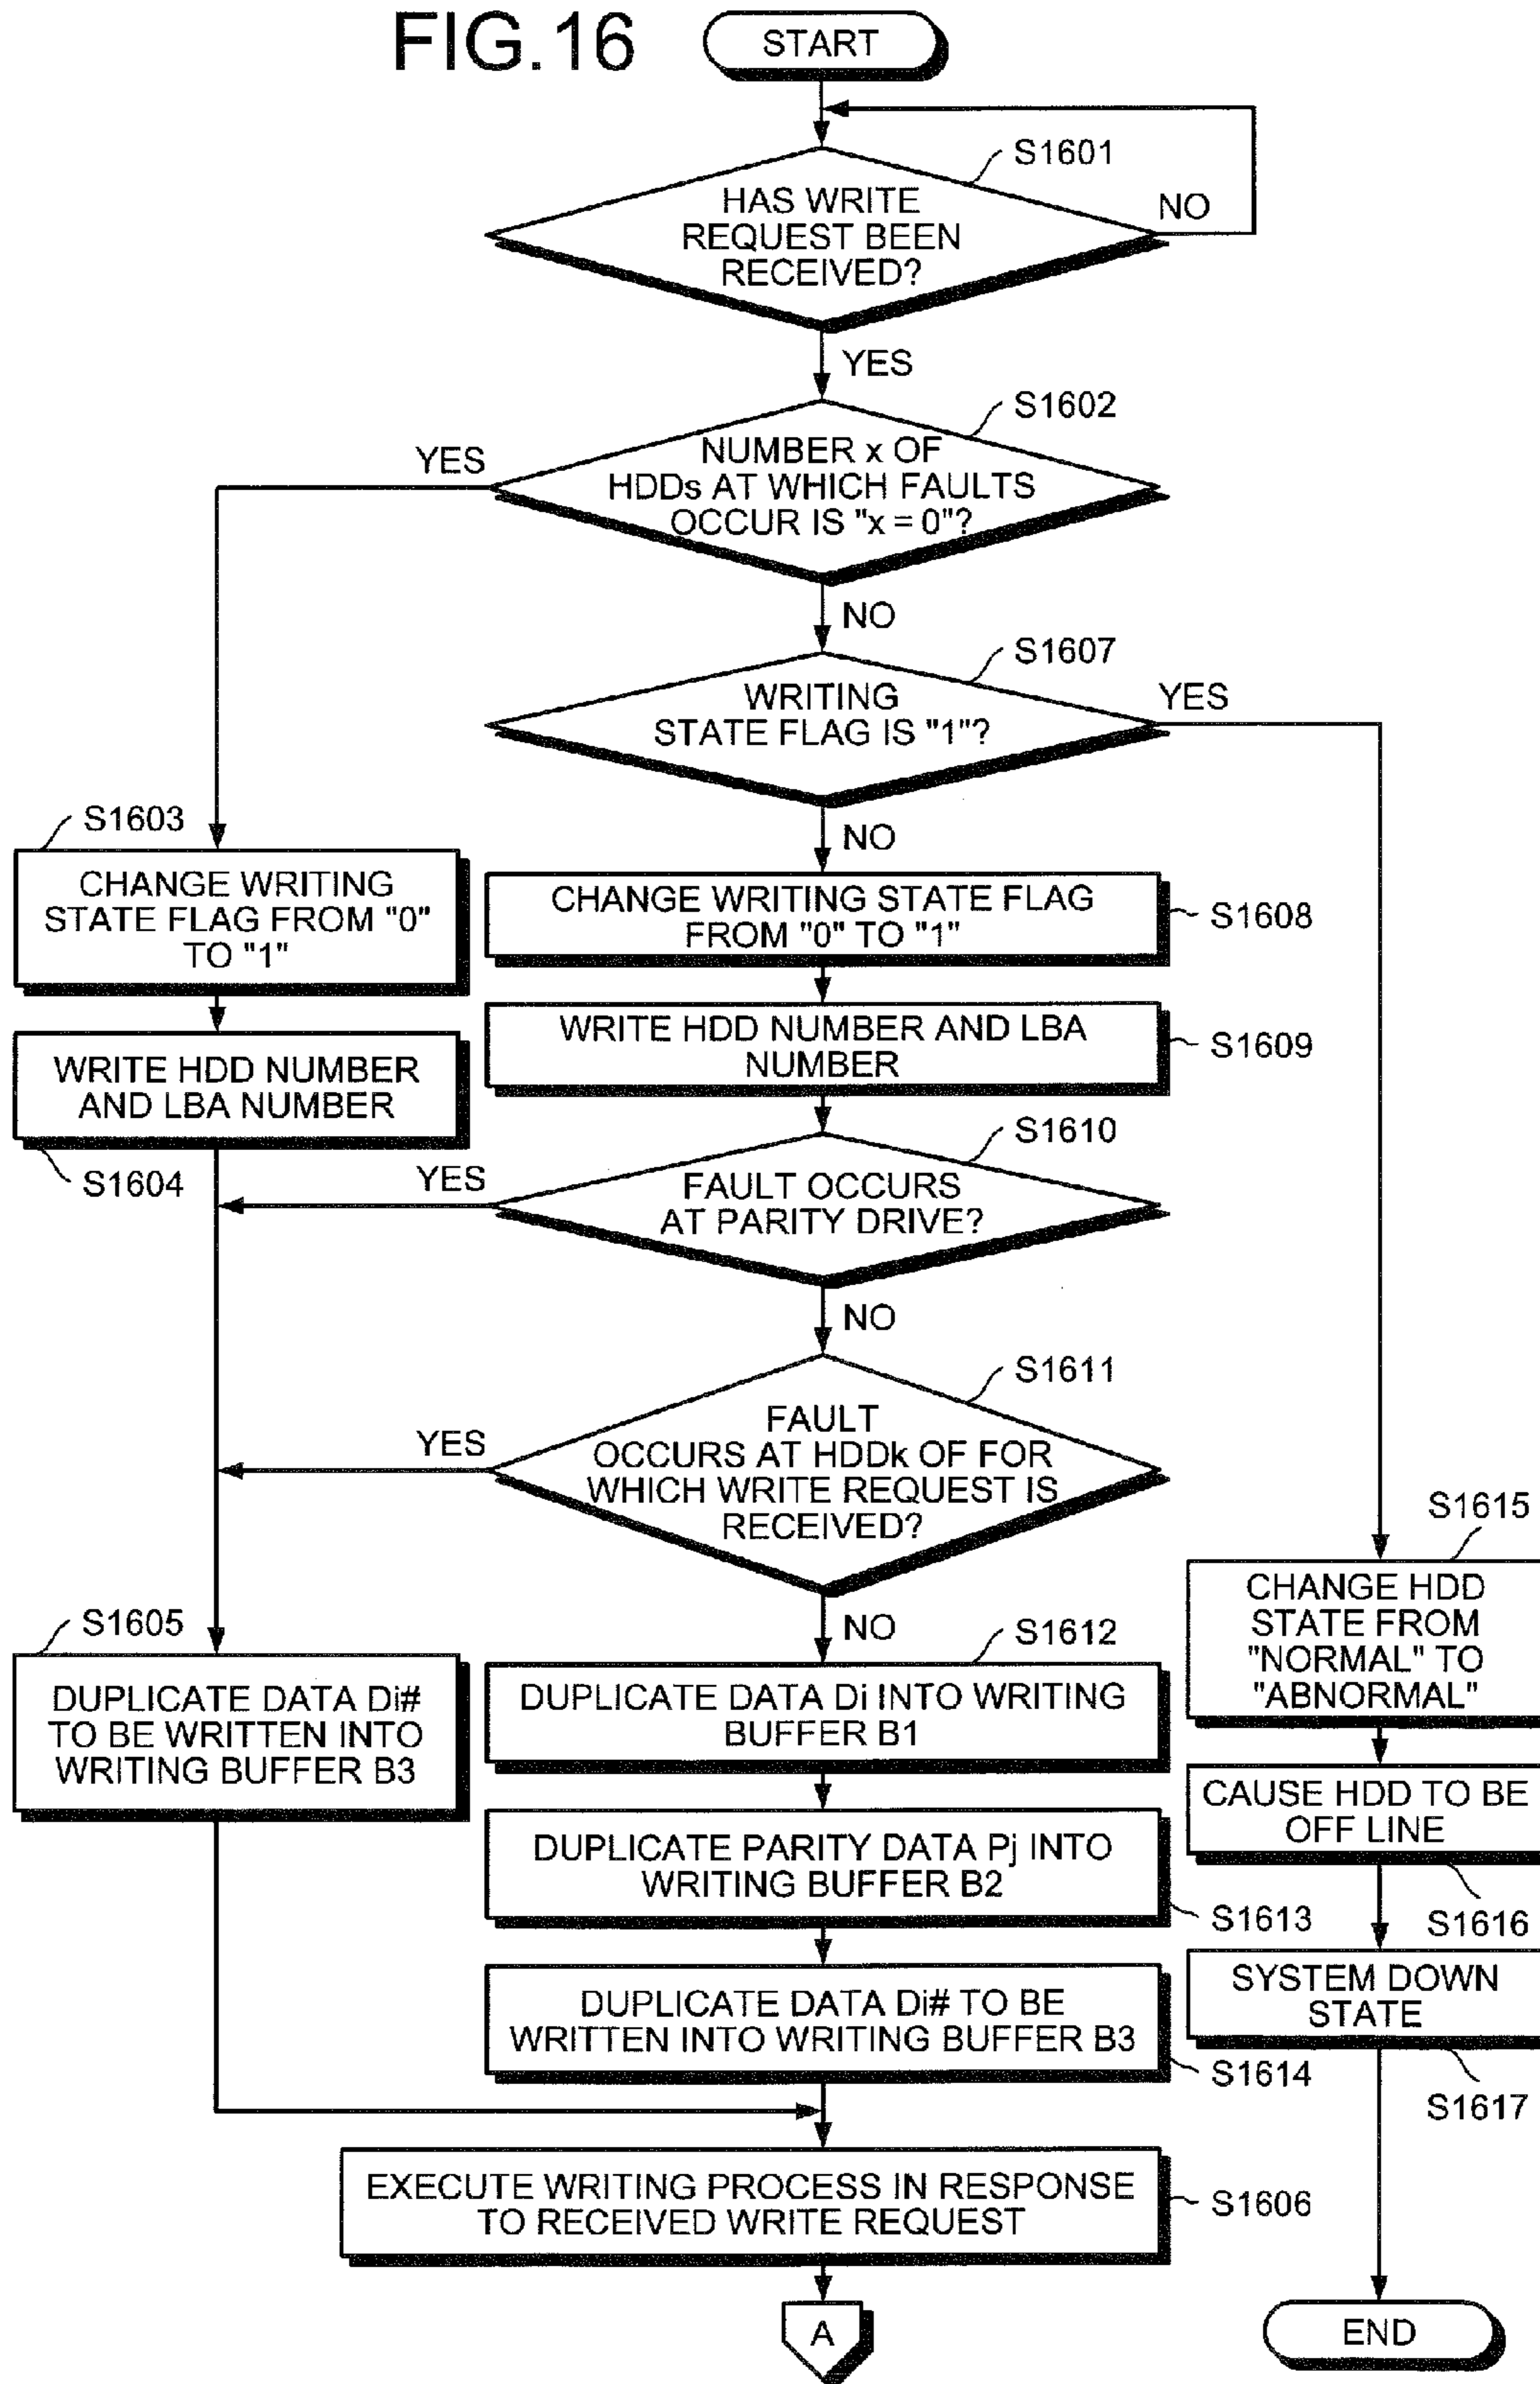 FIG.16
START
S1601
HAS WRITE
REQUEST BEEN
RECEIVED?
NO
YES
S1602
NUMBER x OF
HDDs AT WHICH FAULTS
OCCUR IS "x = 0"?
YES
NO
S1607
WRITING
STATE FLAG IS "1"?
YES
NO
S1603
CHANGE WRITING
STATE FLAG FROM "0"
TO "1"
CHANGE WRITING STATE FLAG
FROM "0" TO "1"
S1608
WRITE HDD NUMBER
AND LBA NUMBER
S1604
WRITE HDD NUMBER AND LBA
NUMBER
S1609
S1610
FAULT OCCURS
AT PARITY DRIVE?
YES
NO
S1611
FAULT
OCCURS AT HDDk OF FOR
WHICH WRITE REQUEST IS
RECEIVED?
YES
NO
S1615
CHANGE HDD
STATE FROM
"NORMAL" TO
"ABNORMAL"
S1605
DUPLICATE DATA Di#
TO BE WRITTEN INTO
WRITING BUFFER B3
S1612
DUPLICATE DATA Di INTO WRITING
BUFFER B1
CAUSE HDD TO BE
OFF LINE
S1616
DUPLICATE PARITY DATA Pj INTO
WRITING BUFFER B2
S1613
SYSTEM DOWN
STATE
S1617
DUPLICATE DATA Di# TO BE
WRITTEN INTO WRITING BUFFER B3
S1614
EXECUTE WRITING PROCESS IN RESPONSE
TO RECEIVED WRITE REQUEST
S1606
A
END